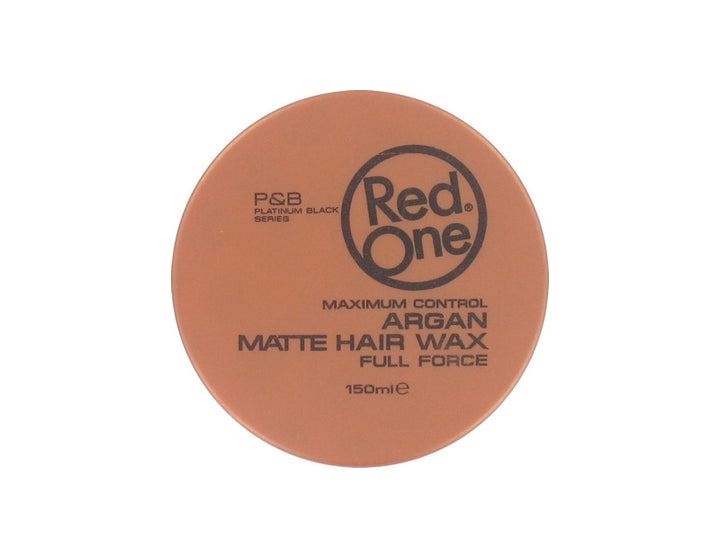 P&B
PLATINUM BLACK
SERIES
Red®
One
MAXIMUM CONTROL
ARGAN
MATTE HAIR WAX
FULL FORCE
150ml℮